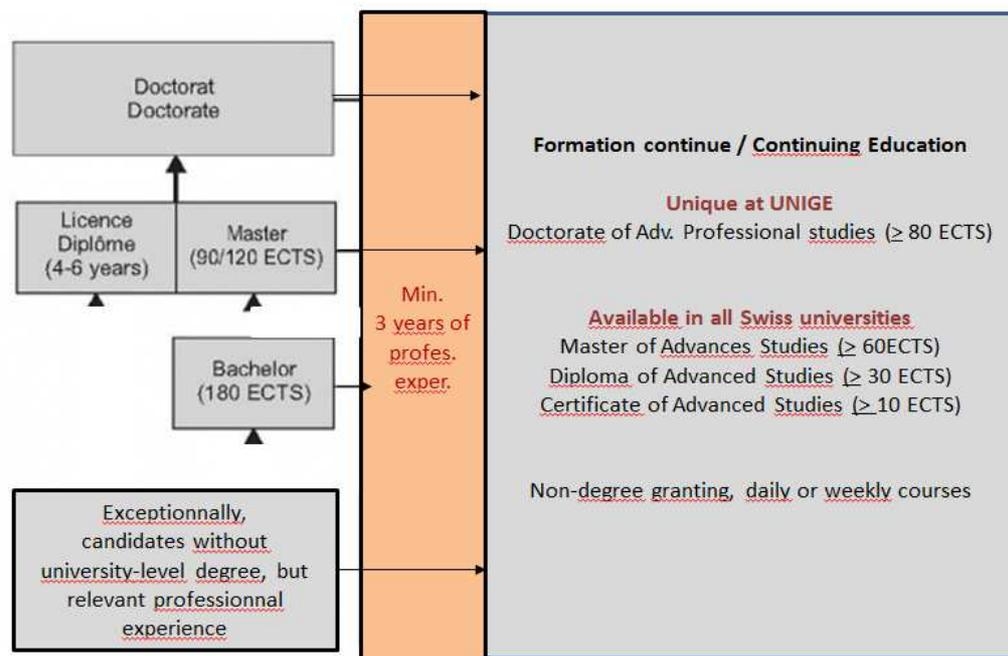 Doctorat
Doctorate
Licence
Diplôme
(4-6 years)
Master
(90/120 ECTS)
Bachelor
(180 ECTS)
Exceptionnally,
candidates without
university-level degree, but
relevant professionnal
experience
Min.
3 years of
profes.
exper.
Formation continue / Continuing Education
Unique at UNIGE
Doctorate of Adv. Professional studies (≥ 80 ECTS)
Available in all Swiss universities
Master of Advances Studies (≥ 60ECTS)
Diploma of Advanced Studies (≥ 30 ECTS)
Certificate of Advanced Studies (≥ 10 ECTS)
Non-degree granting, daily or weekly courses